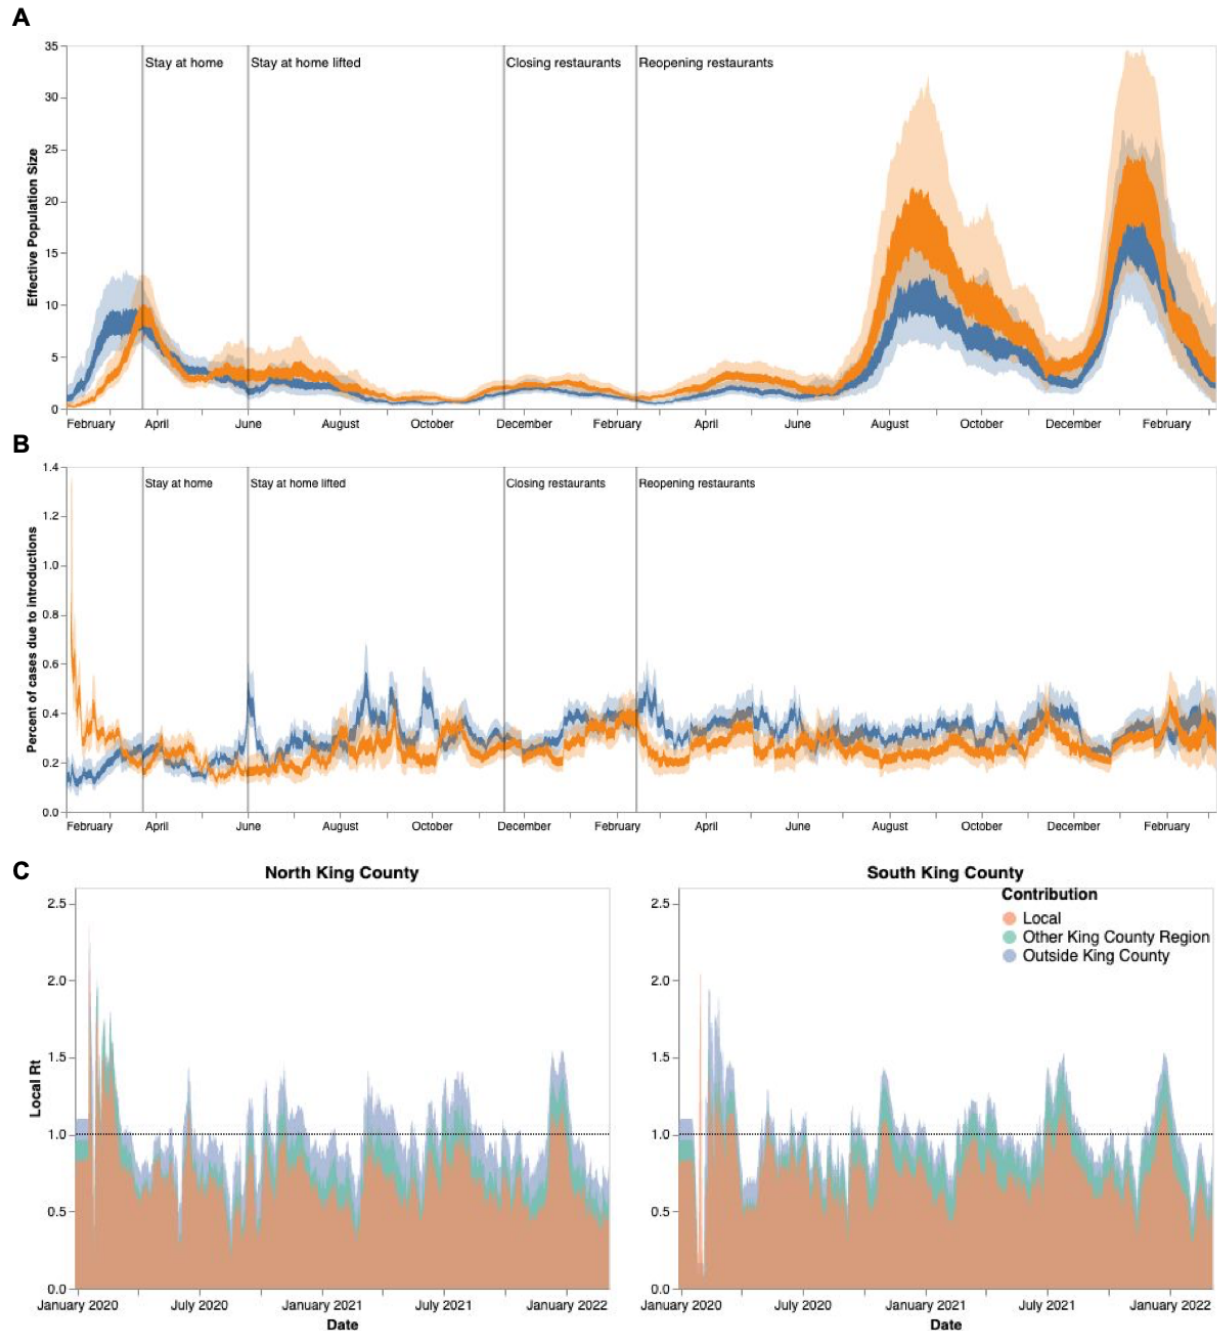 A
Effective Population Size
35
30
25
20
15
10
5
0
Stay at home
Stay at home lifted
Closing restaurants
Reopening restaurants
February April June August October December February April June August October December February
B
Percent of cases due to introductions
1.4
1.2
1.0
0.8
0.6
0.4
0.2
0.0
Stay at home
Stay at home lifted
Closing restaurants
Reopening restaurants
February April June August October December February April June August October December February
C
North King County
Local Rt
2.5
2.0
1.5
1.0
0.5
0.0
January 2020 July 2020 January 2021 July 2021 January 2022
Date
South King County
Contribution
Local
Other King County Region
Outside King County
2.5
2.0
1.5
1.0
0.5
0.0
January 2020 July 2020 January 2021 July 2021 January 2022
Date